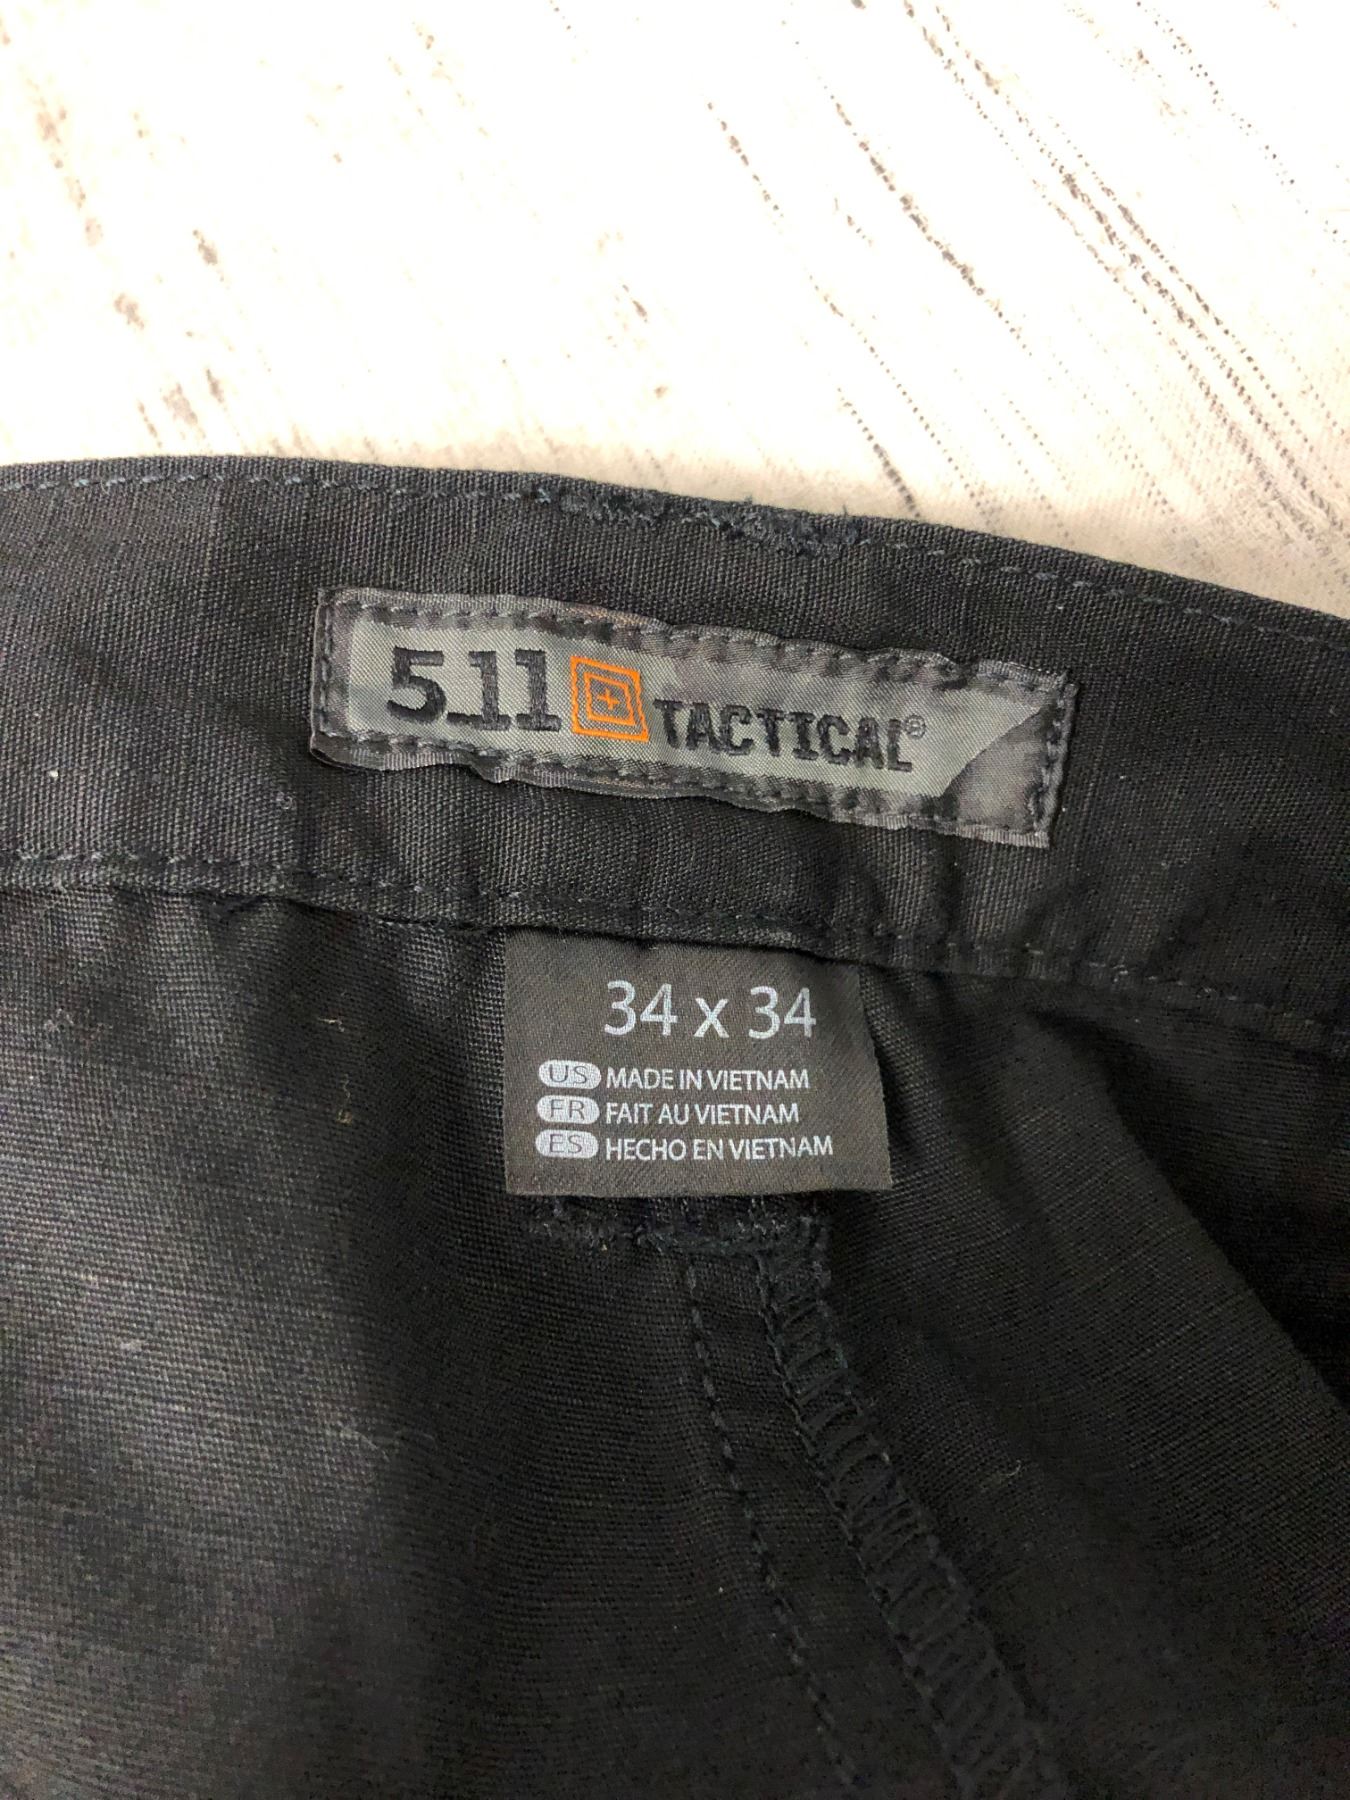 5.11 TACTICAL®
34 x 34
US MADE IN VIETNAM
FR FAIT AU VIETNAM
ES HECHO EN VIETNAM